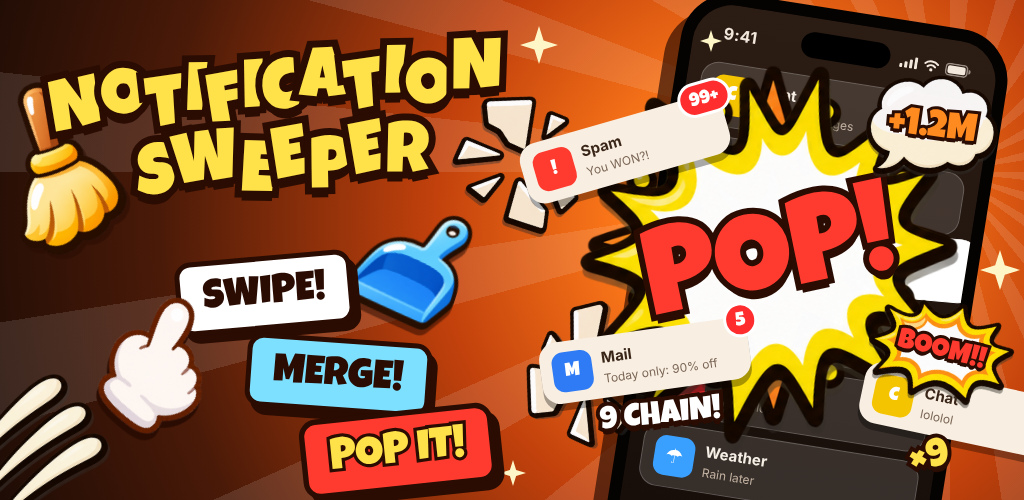 NOTIFICATION
SWEEPER
SWIPE!
MERGE!
POP IT!
9:41
Spam
You WON?!
99+
+1.2M
POP!
5
M
Mail
Today only: 90% off
9 CHAIN!
BOOM!!
C
Chat
lololol
+9
Weather
Rain later